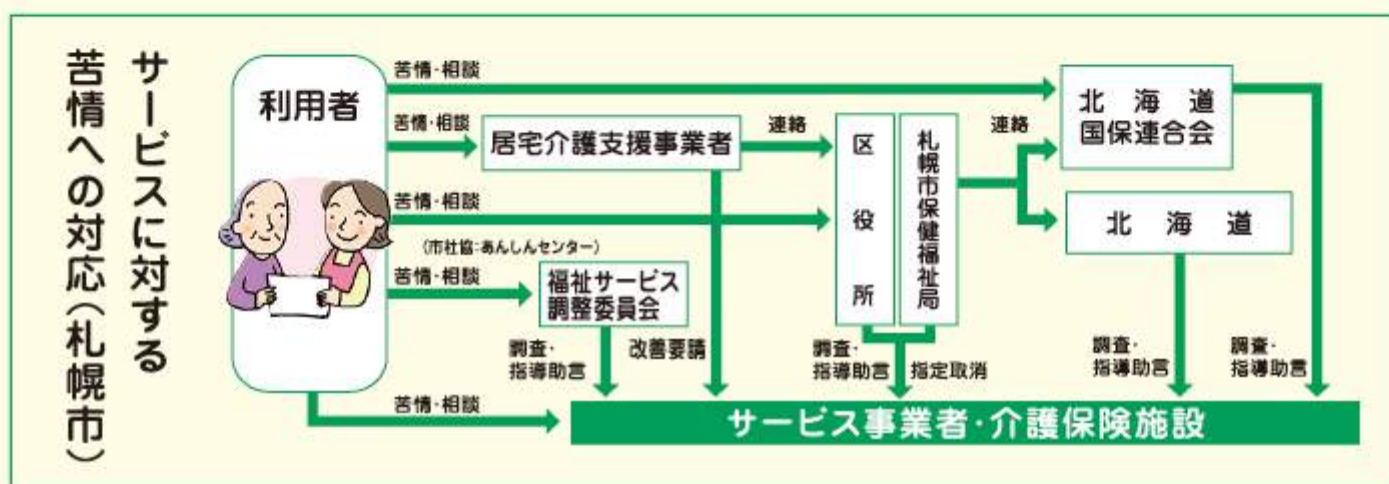 サービスに対する
苦情への対応（札幌市）
利用者
苦情・相談
北海道
国保連合会
苦情・相談
居宅介護支援事業者
連絡
区役所
札幌市保健福祉局
連絡
苦情・相談
北海道
（市社協：あんしんセンター）
苦情・相談
福祉サービス
調整委員会
調査・
指導助言
改善要請
調査・
指導助言
指定取消
調査・
指導助言
調査・
指導助言
苦情・相談
サービス事業者・介護保険施設